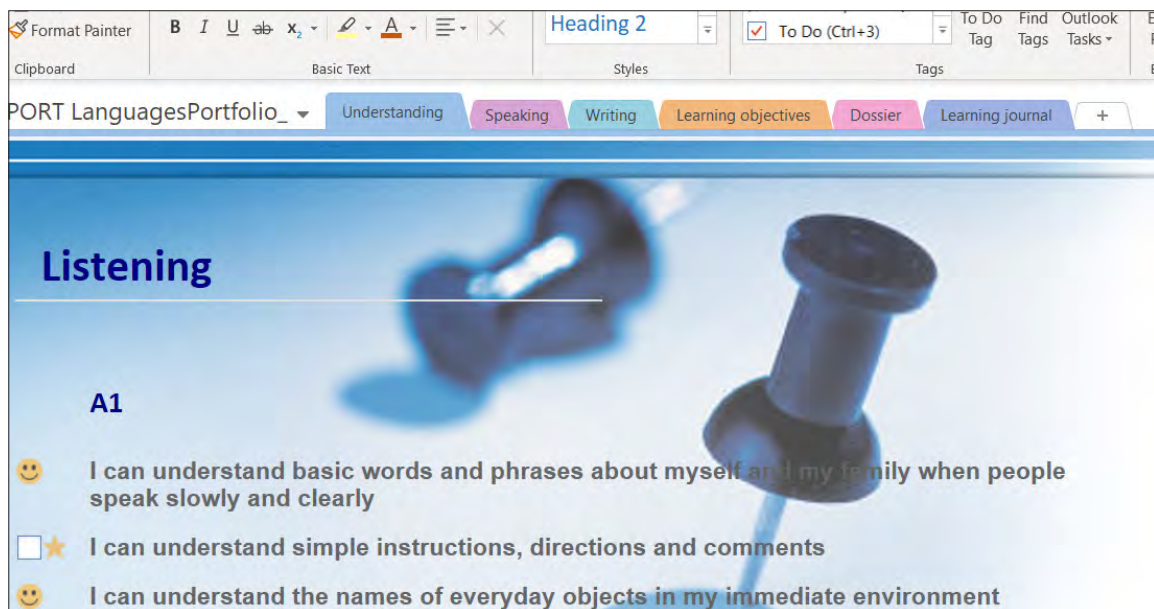 Format Painter
B I U ab x₂ A
Heading 2
To Do (Ctrl+3)
To Do Tag
Find Tags
Outlook Tasks
Clipboard
Basic Text
Styles
Tags
PORT LanguagesPortfolio_
Understanding
Speaking
Writing
Learning objectives
Dossier
Learning journal
+
Listening
A1
I can understand basic words and phrases about myself and my family when people
speak slowly and clearly
I can understand simple instructions, directions and comments
I can understand the names of everyday objects in my immediate environment